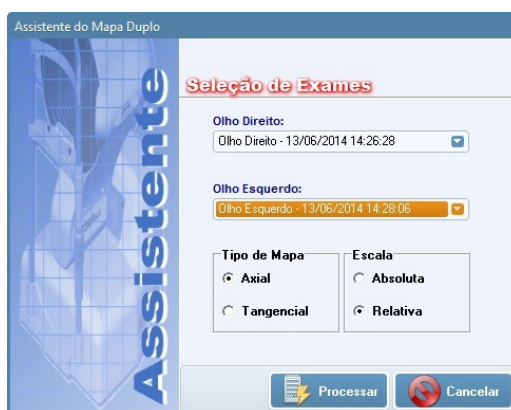 Assistente do Mapa Duplo
Assistente
Seleção de Exames
Olho Direito:
Olho Direito - 13/06/2014 14:26:28
Olho Esquerdo:
Olho Esquerdo - 13/06/2014 14:28:06
Tipo de Mapa
Axial
Tangencial
Escala
Absoluta
Relativa
Processar
Cancelar